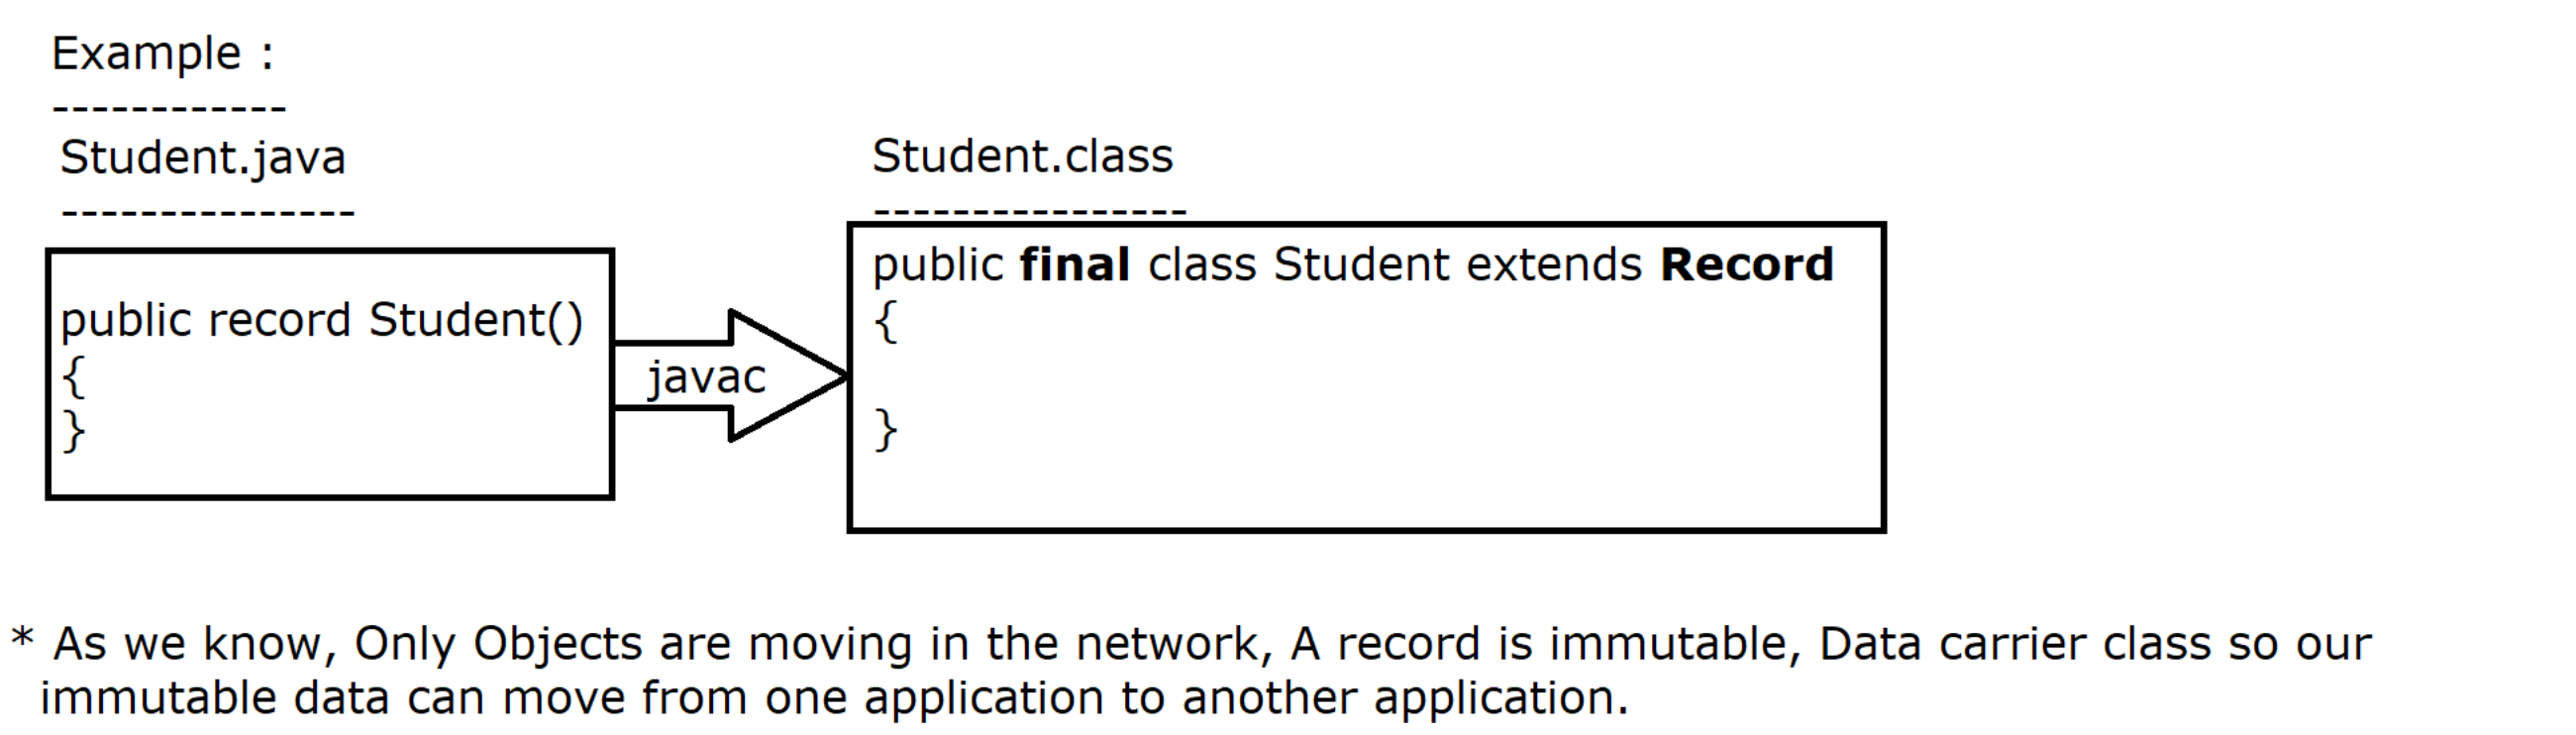 Example :
------------
Student.java
---------------
public record Student()
{
}
javac
Student.class
----------------
public final class Student extends Record
{
}
* As we know, Only Objects are moving in the network, A record is immutable, Data carrier class so our
immutable data can move from one application to another application.